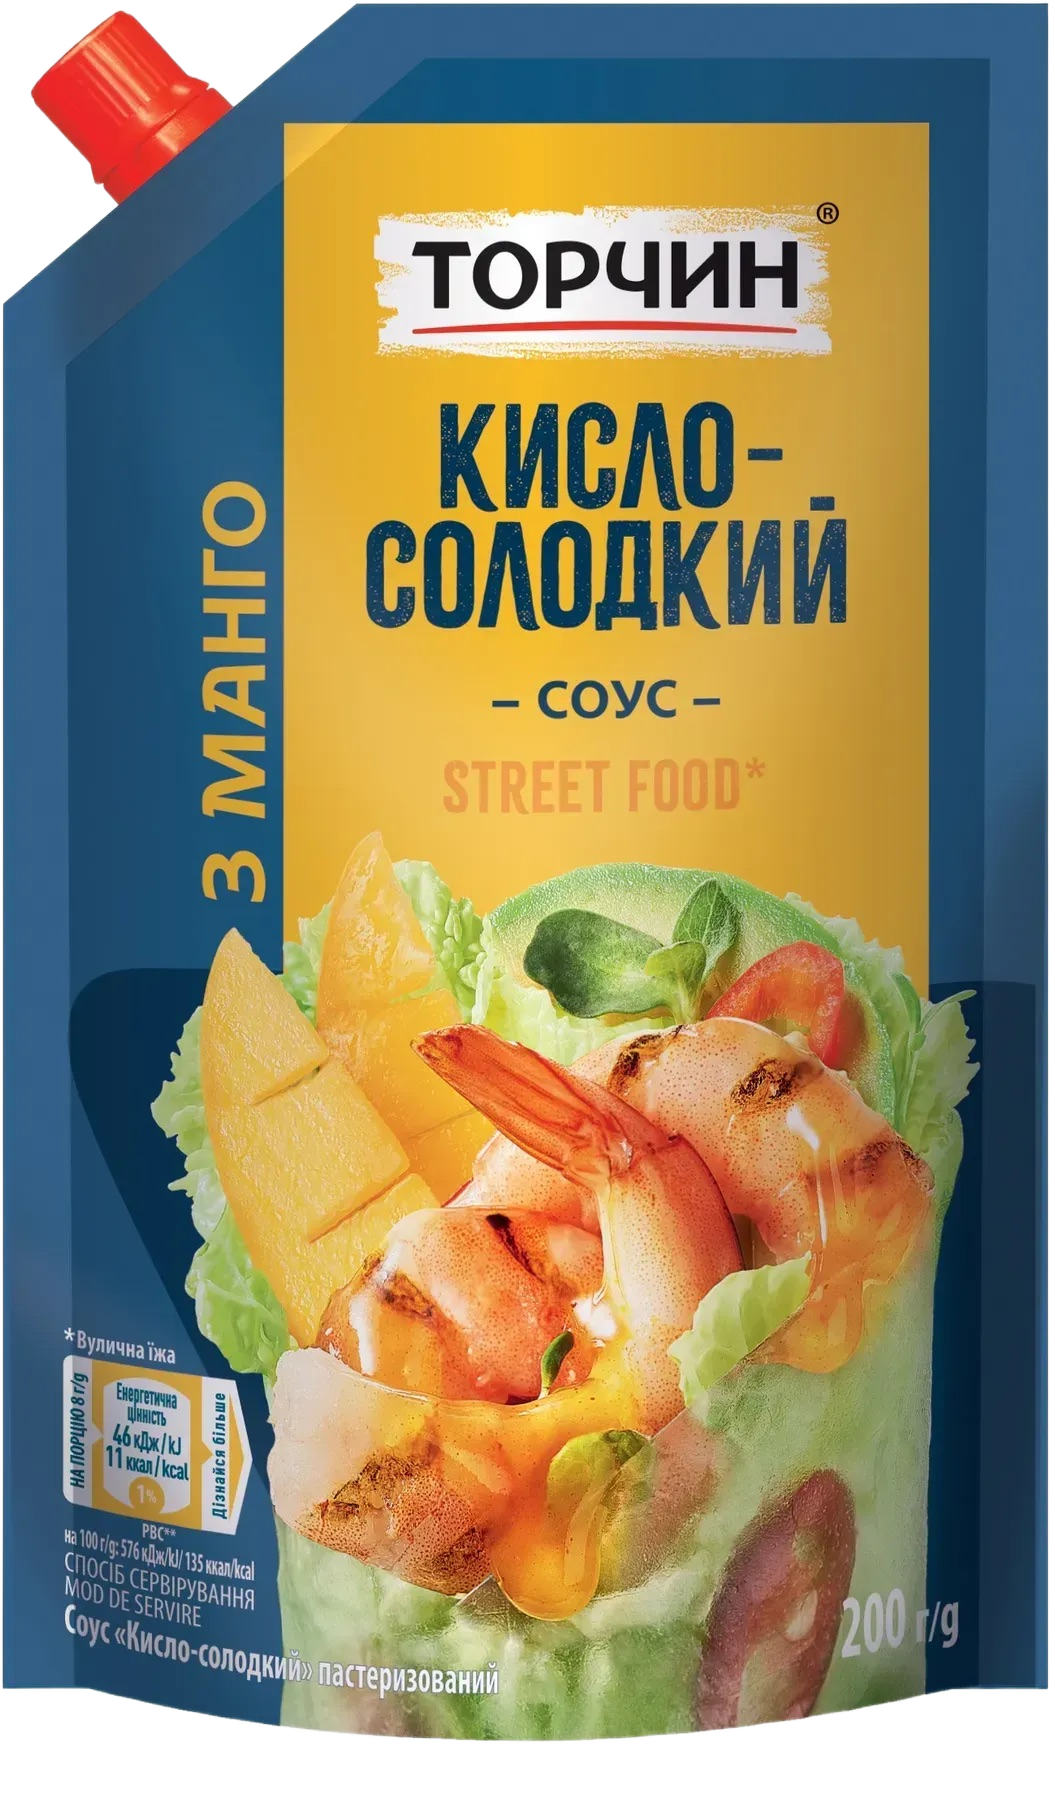 ТОРЧИН®
КИСЛО-
СОЛОДКИЙ
– СОУС –
STREET FOOD*
З МАНГО
*Вулична їжа
НА ПОРЦІЮ 8 г/g
Енергетична
цінність
46 кДж/kJ
11 ккал/kcal
1%
Дізнайся більше
РВС**
на 100 г/g: 576 кДж/kJ/ 135 ккал/kcal
СПОСІБ СЕРВІРУВАННЯ
MOD DE SERVIRE
Соус «Кисло-солодкий» пастеризований
200 г/g